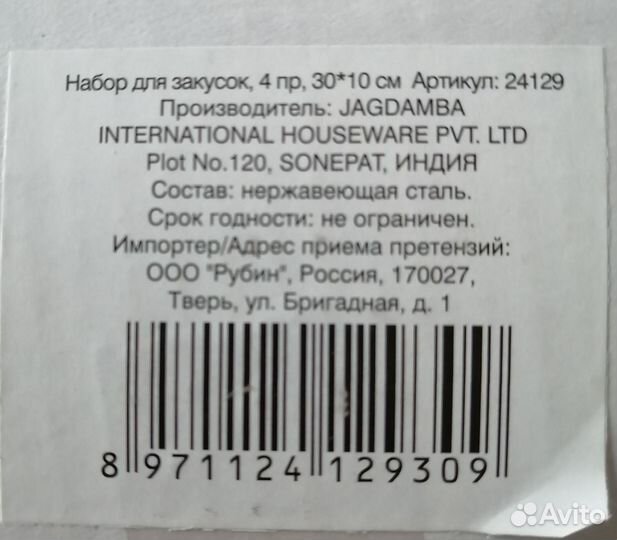 Набор для закусок, 4 пр, 30*10 см Артикул: 24129
Производитель: JAGDAMBA
INTERNATIONAL HOUSEWARE PVT. LTD
Plot No.120, SONEPAT, ИНДИЯ
Состав: нержавеющая сталь.
Срок годности: не ограничен.
Импортер/Адрес приема претензий:
ООО "Рубин", Россия, 170027,
Тверь, ул. Бригадная, д. 1
8 971124 129309
Avito